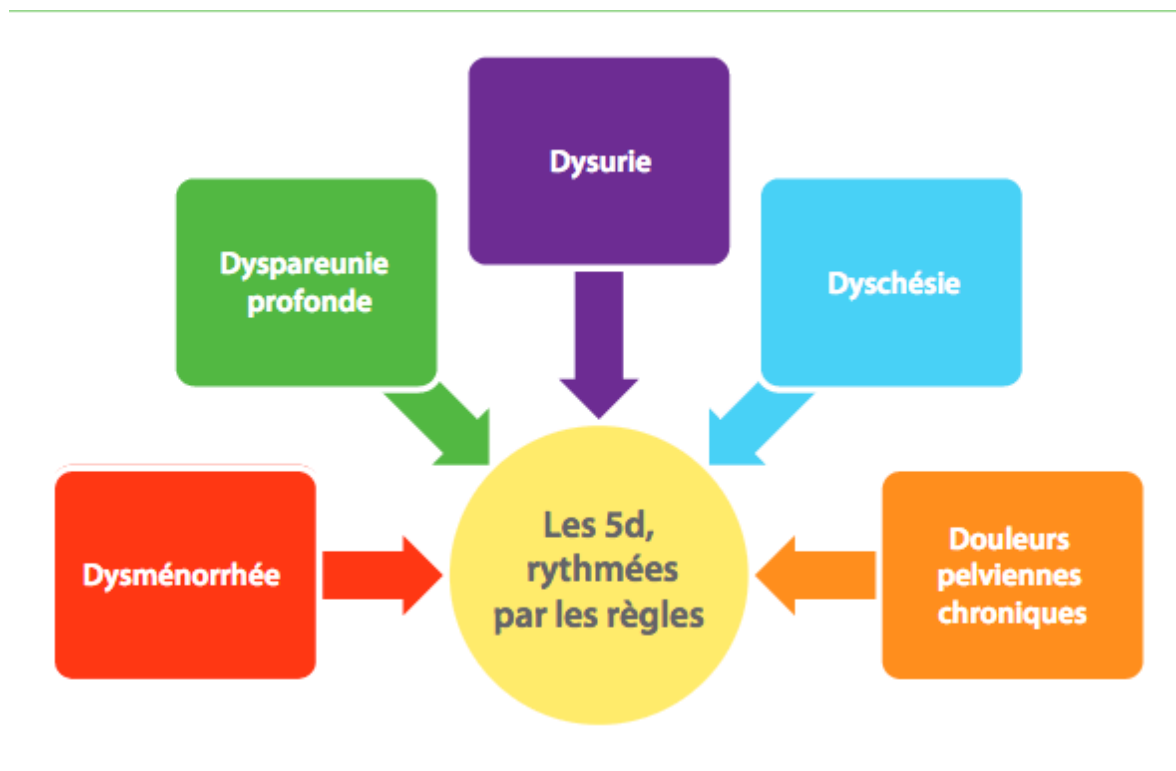 Dysurie
Dyspareunie
profonde
Dyschésie
Dysménorrhée
Les 5d,
rythmées
par les règles
Douleurs
pelviennes
chroniques